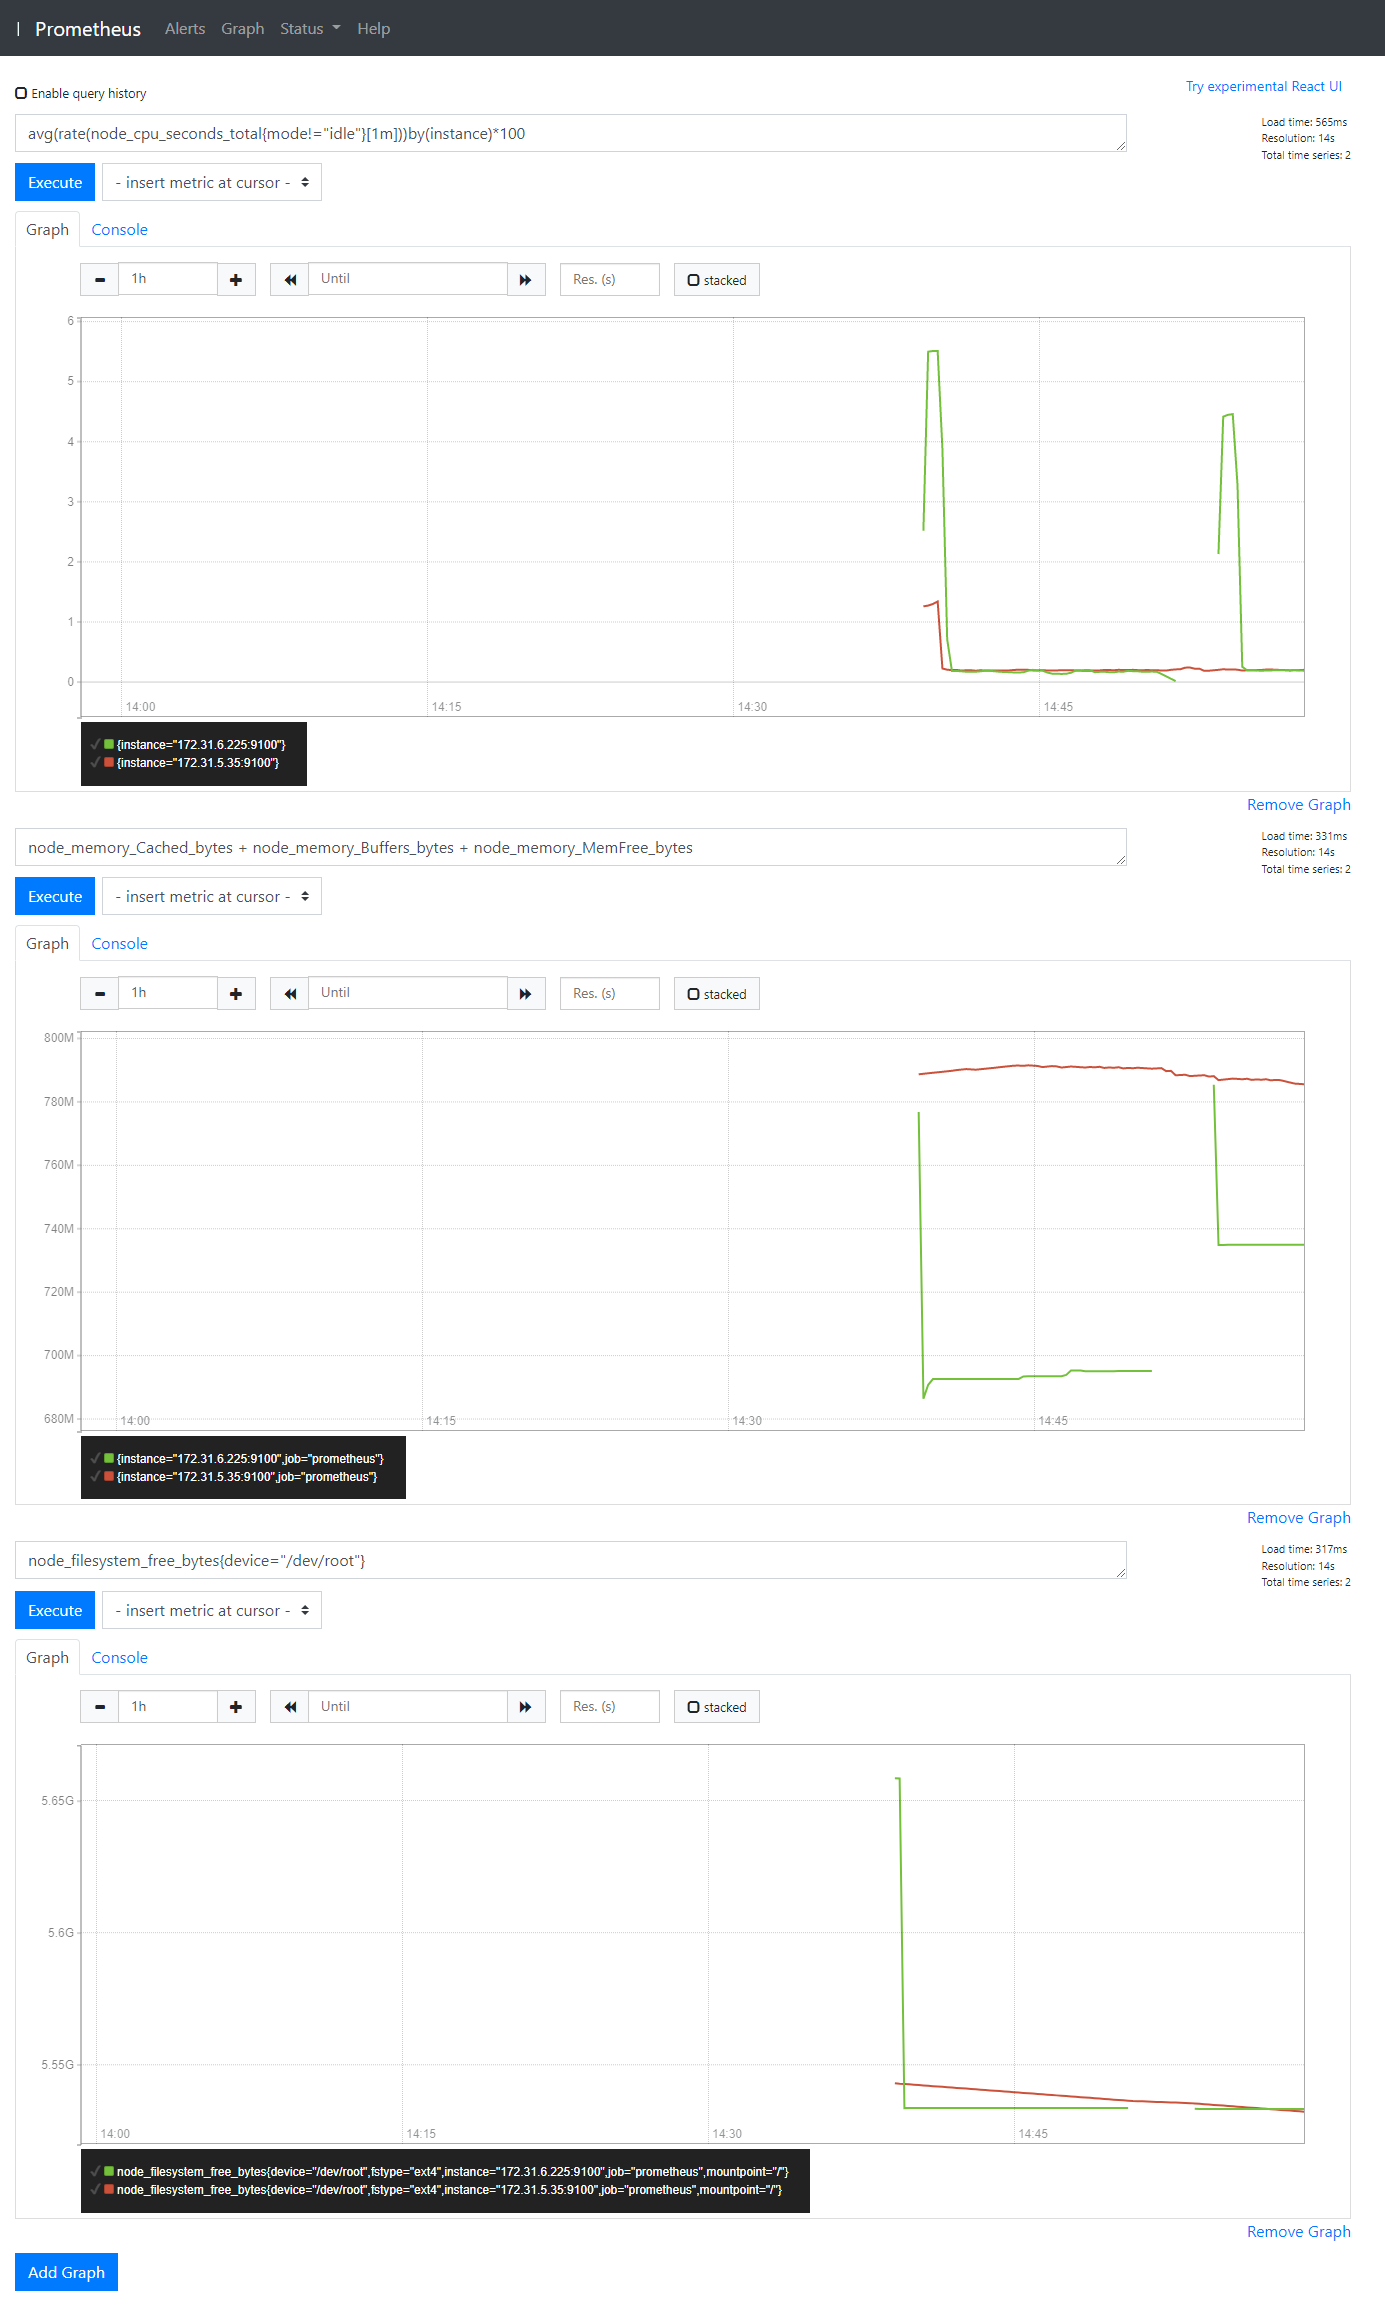 | Prometheus Alerts Graph Status Help
Enable query history
Try experimental React UI
avg(rate(node_cpu_seconds_total{mode!="idle"}[1m]))by(instance)*100
Load time: 565ms
Resolution: 14s
Total time series: 2
Execute - insert metric at cursor -
Graph Console
1h Until Res. (s) stacked
6
5
4
3
2
1
0
14:00 14:15 14:30 14:45
✓ {instance="172.31.6.225:9100"}
✓ {instance="172.31.5.35:9100"}
Remove Graph
node_memory_Cached_bytes + node_memory_Buffers_bytes + node_memory_MemFree_bytes
Load time: 331ms
Resolution: 14s
Total time series: 2
Execute - insert metric at cursor -
Graph Console
1h Until Res. (s) stacked
800M
780M
760M
740M
720M
700M
680M
14:00 14:15 14:30 14:45
✓ {instance="172.31.6.225:9100",job="prometheus"}
✓ {instance="172.31.5.35:9100",job="prometheus"}
Remove Graph
node_filesystem_free_bytes{device="/dev/root"}
Load time: 317ms
Resolution: 14s
Total time series: 2
Execute - insert metric at cursor -
Graph Console
1h Until Res. (s) stacked
5.65G
5.6G
5.55G
14:00 14:15 14:30 14:45
✓ node_filesystem_free_bytes{device="/dev/root",fstype="ext4",instance="172.31.6.225:9100",job="prometheus",mountpoint="/"}
✓ node_filesystem_free_bytes{device="/dev/root",fstype="ext4",instance="172.31.5.35:9100",job="prometheus",mountpoint="/"}
Remove Graph
Add Graph